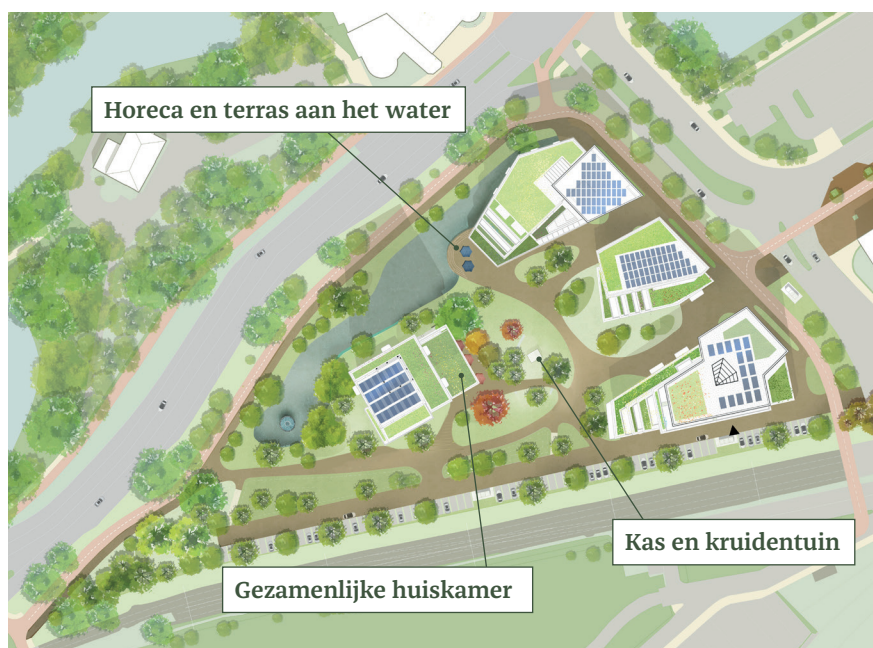 Horeca en terras aan het water
Kas en kruidentuin
Gezamenlijke huiskamer